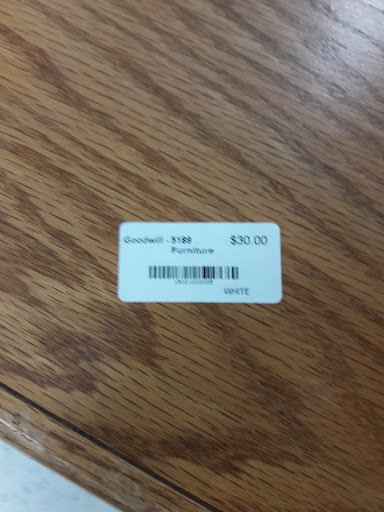 Goodwill - 5188 $30.00
Furniture
WHITE